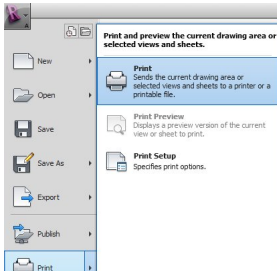 A
Print and preview the current drawing area or
selected views and sheets.
New
Open
Save
Save As
Export
Publish
Print
Print
Sends the current drawing area or
selected views and sheets to a printer or a
printable file.
Print Preview
Displays a preview version of the current
view or sheet to print.
Print Setup
Specifies print options.